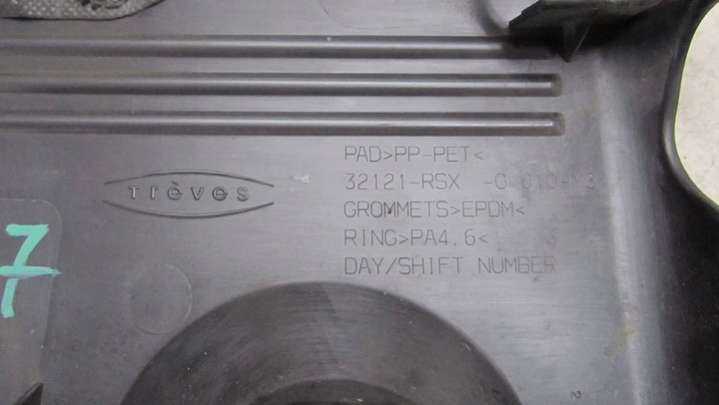 PAD>PP-PET<
Trèves
32121-RSX
GROMMETS>EPDM<
RING>PA4.6<
7
DAY/SHIFT NUMBER